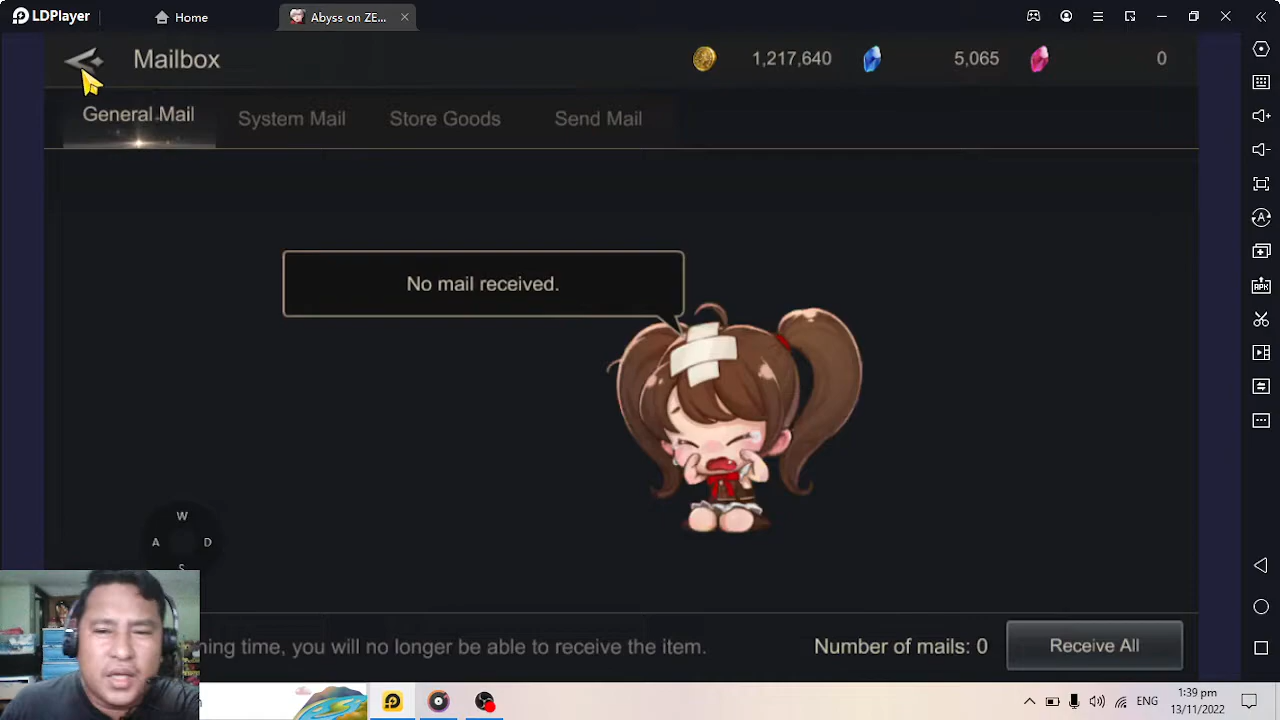 LDPlayer
Home
Abyss on ZE...
Mailbox
1,217,640
5,065
0
General Mail
System Mail
Store Goods
Send Mail
No mail received.
W
A
D
S
time, you will no longer be able to receive the item.
Number of mails: 0
Receive All
A
APK
ENG
1:39 pm
13/11/2022